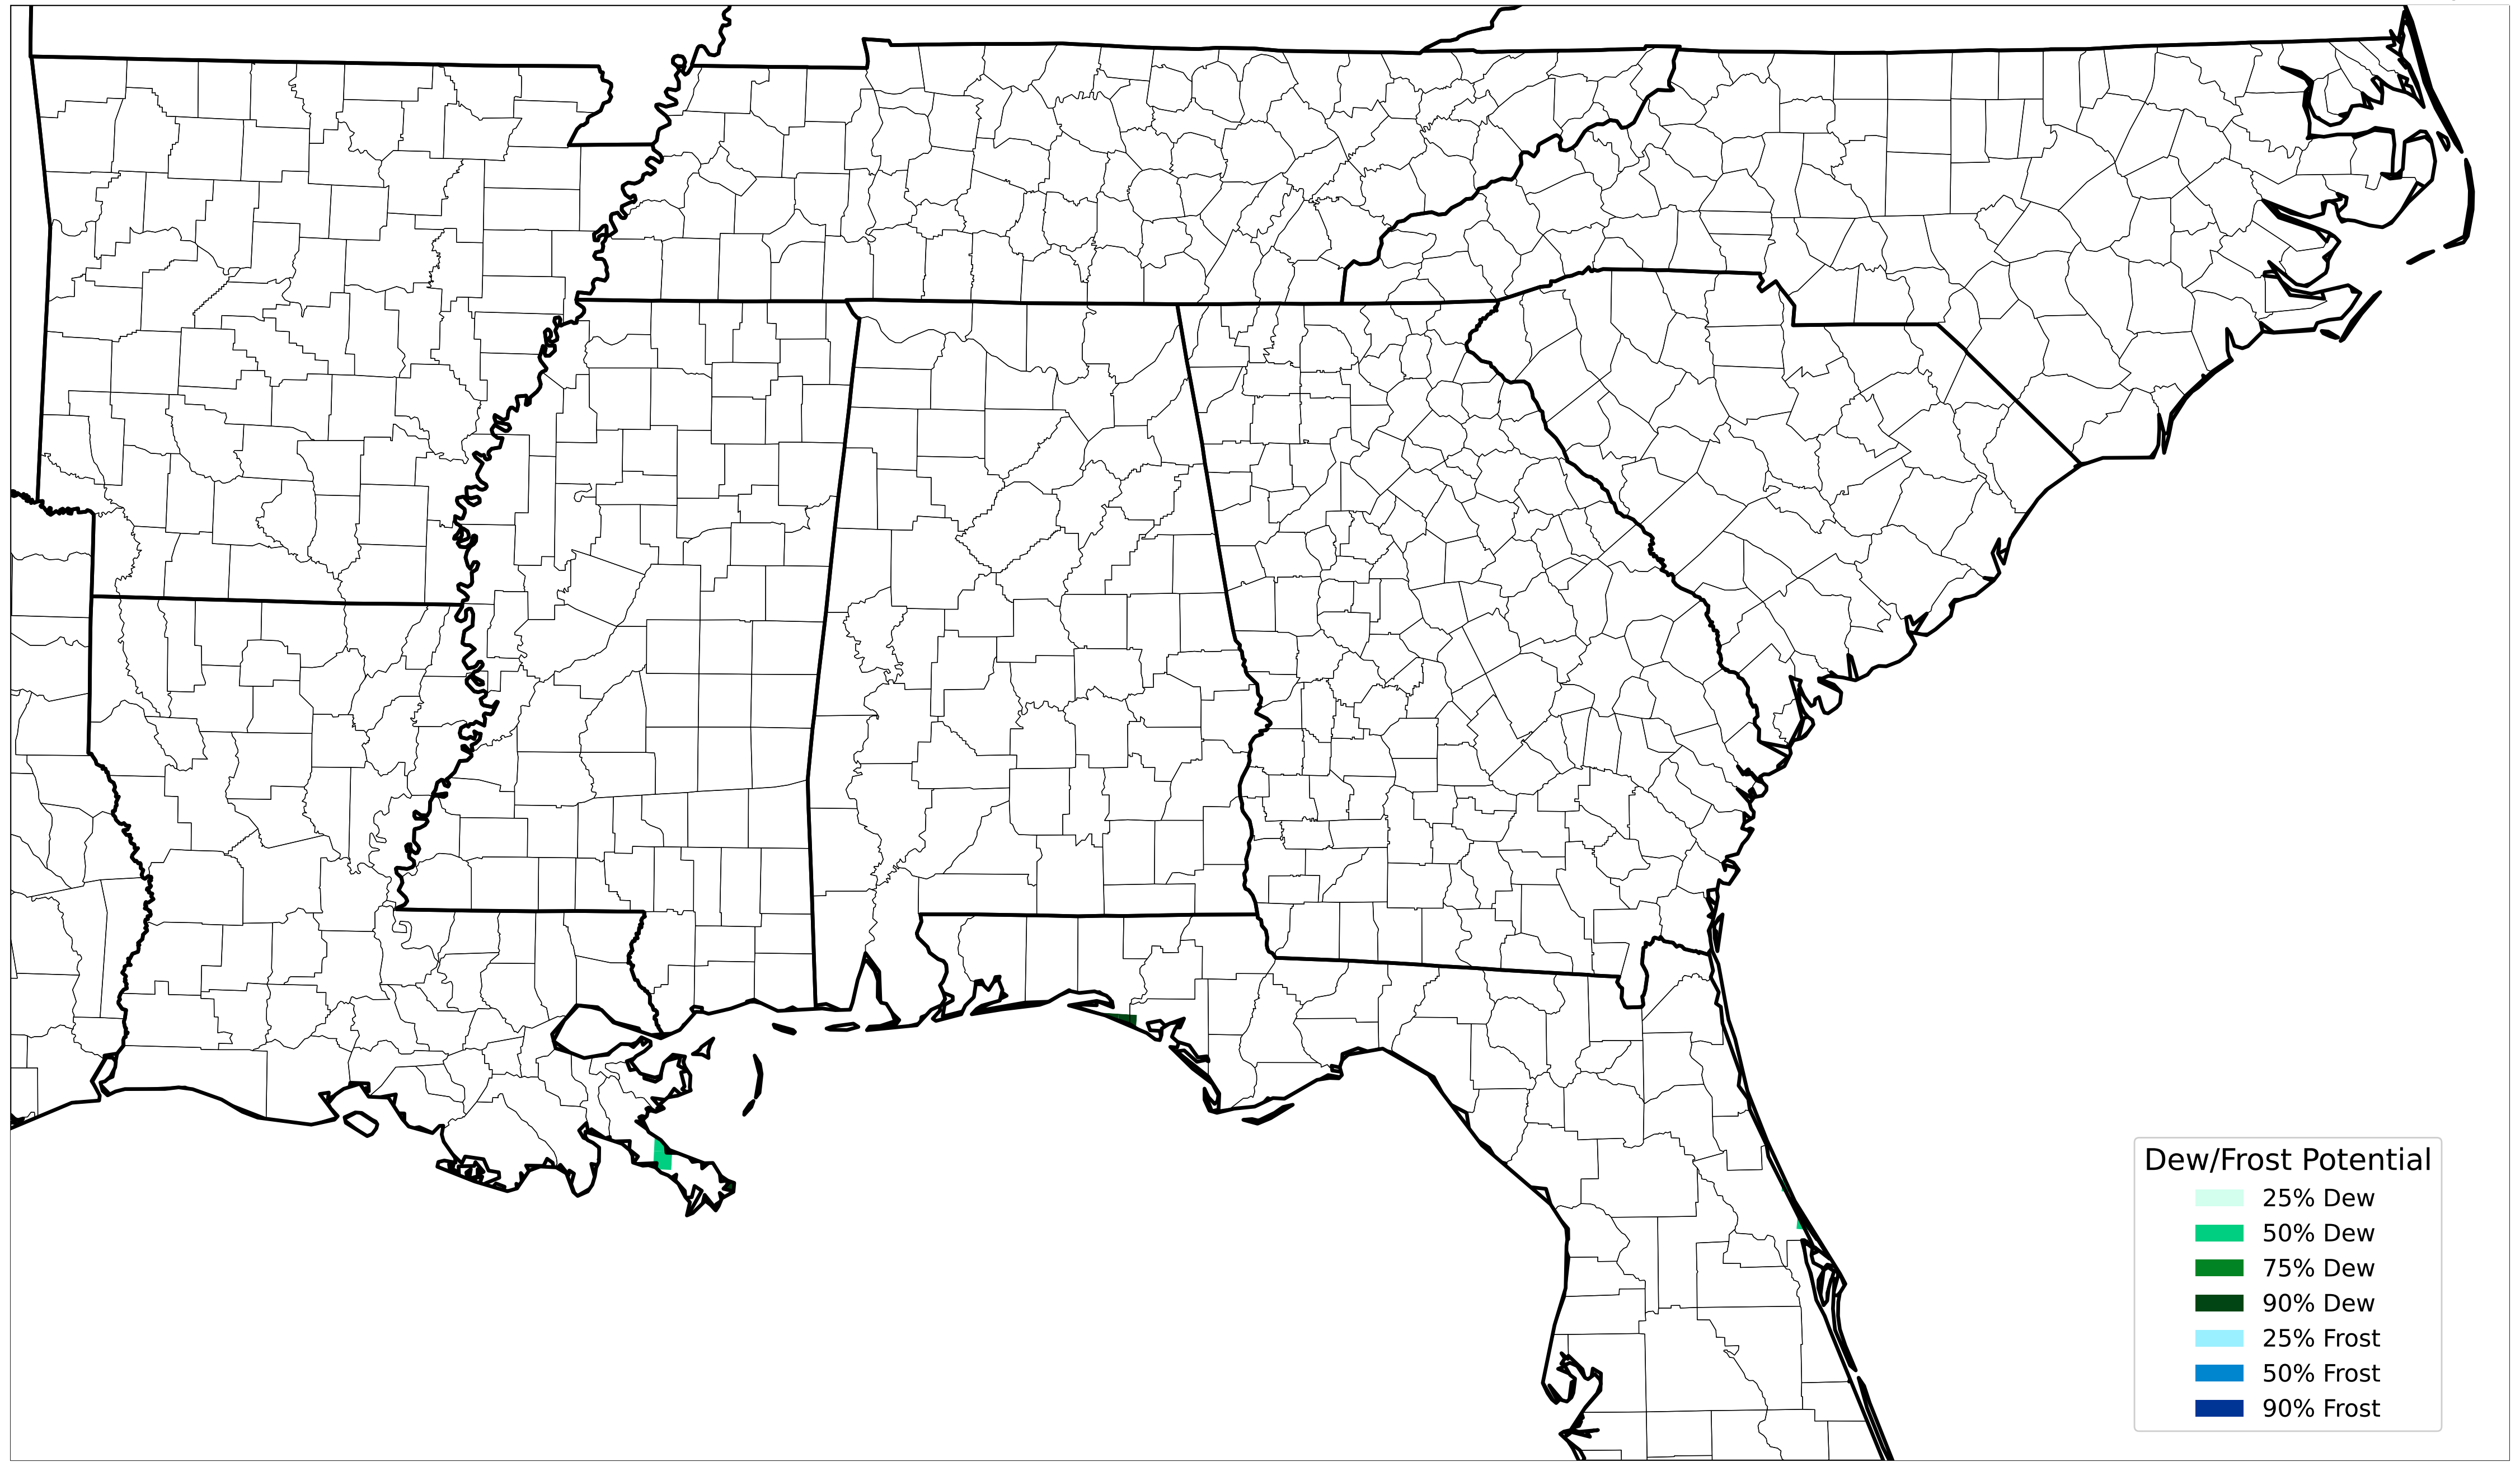 Dew/Frost Potential
25% Dew
50% Dew
75% Dew
90% Dew
25% Frost
50% Frost
90% Frost